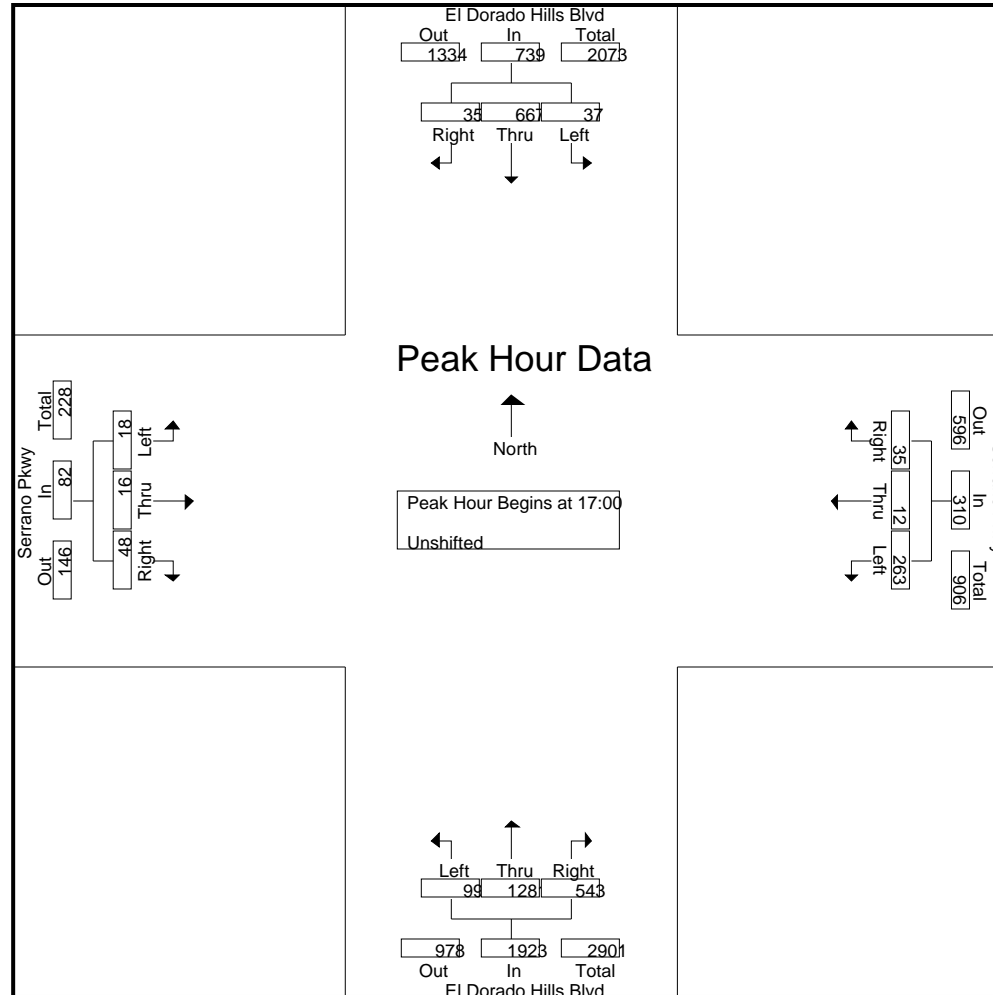 El Dorado Hills Blvd
Out In Total
1334 739 2073
35 667 37
Right Thru Left
Peak Hour Data
North
Peak Hour Begins at 17:00
Unshifted
Serrano Pkwy
Total In Out
228 82 146
18 16 48
Left Thru Right
Out In Total
596 310 906
35 12 263
Right Thru Left
Left Thru Right
99 128 543
978 1923 2901
Out In Total
El Dorado Hills Blvd